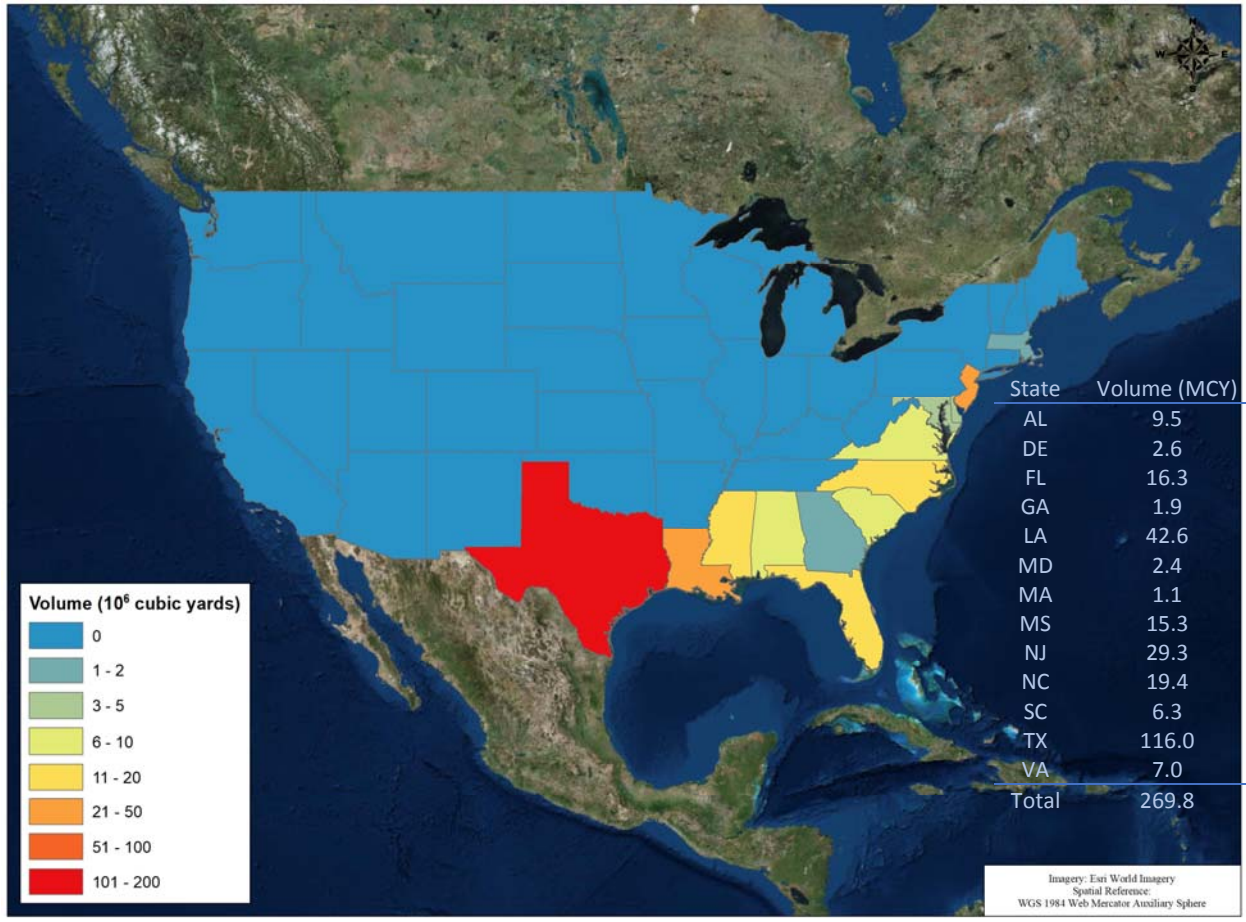 N
W E
S
State Volume (MCY)
AL 9.5
DE 2.6
FL 16.3
GA 1.9
LA 42.6
MD 2.4
MA 1.1
MS 15.3
NJ 29.3
NC 19.4
SC 6.3
TX 116.0
VA 7.0
Total 269.8
Volume (10⁶ cubic yards)
0
1 - 2
3 - 5
6 - 10
11 - 20
21 - 50
51 - 100
101 - 200
Imagery: Esri World Imagery
Spatial Reference:
WGS 1984 Web Mercator Auxiliary Sphere